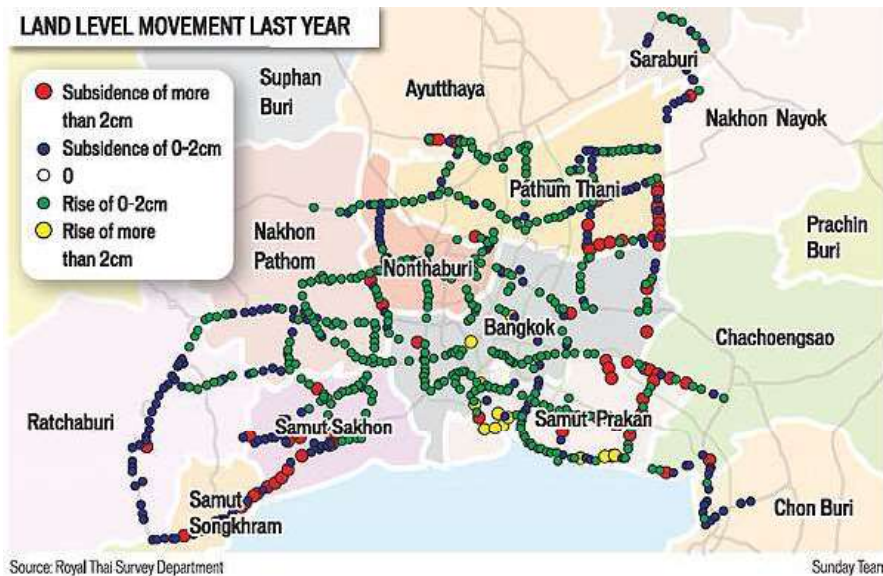 LAND LEVEL MOVEMENT LAST YEAR
Subsidence of more
than 2cm
Subsidence of 0-2cm
0
Rise of 0-2cm
Rise of more
than 2cm
Suphan
Buri
Ayutthaya
Saraburi
Nakhon Nayok
Pathum Thani
Prachin
Buri
Nakhon
Pathom
Nonthaburi
Bangkok
Chachoengsao
Ratchaburi
Samut Sakhon
Samut Prakan
Samut
Songkhram
Chon Buri
Source: Royal Thai Survey Department
Sunday Team